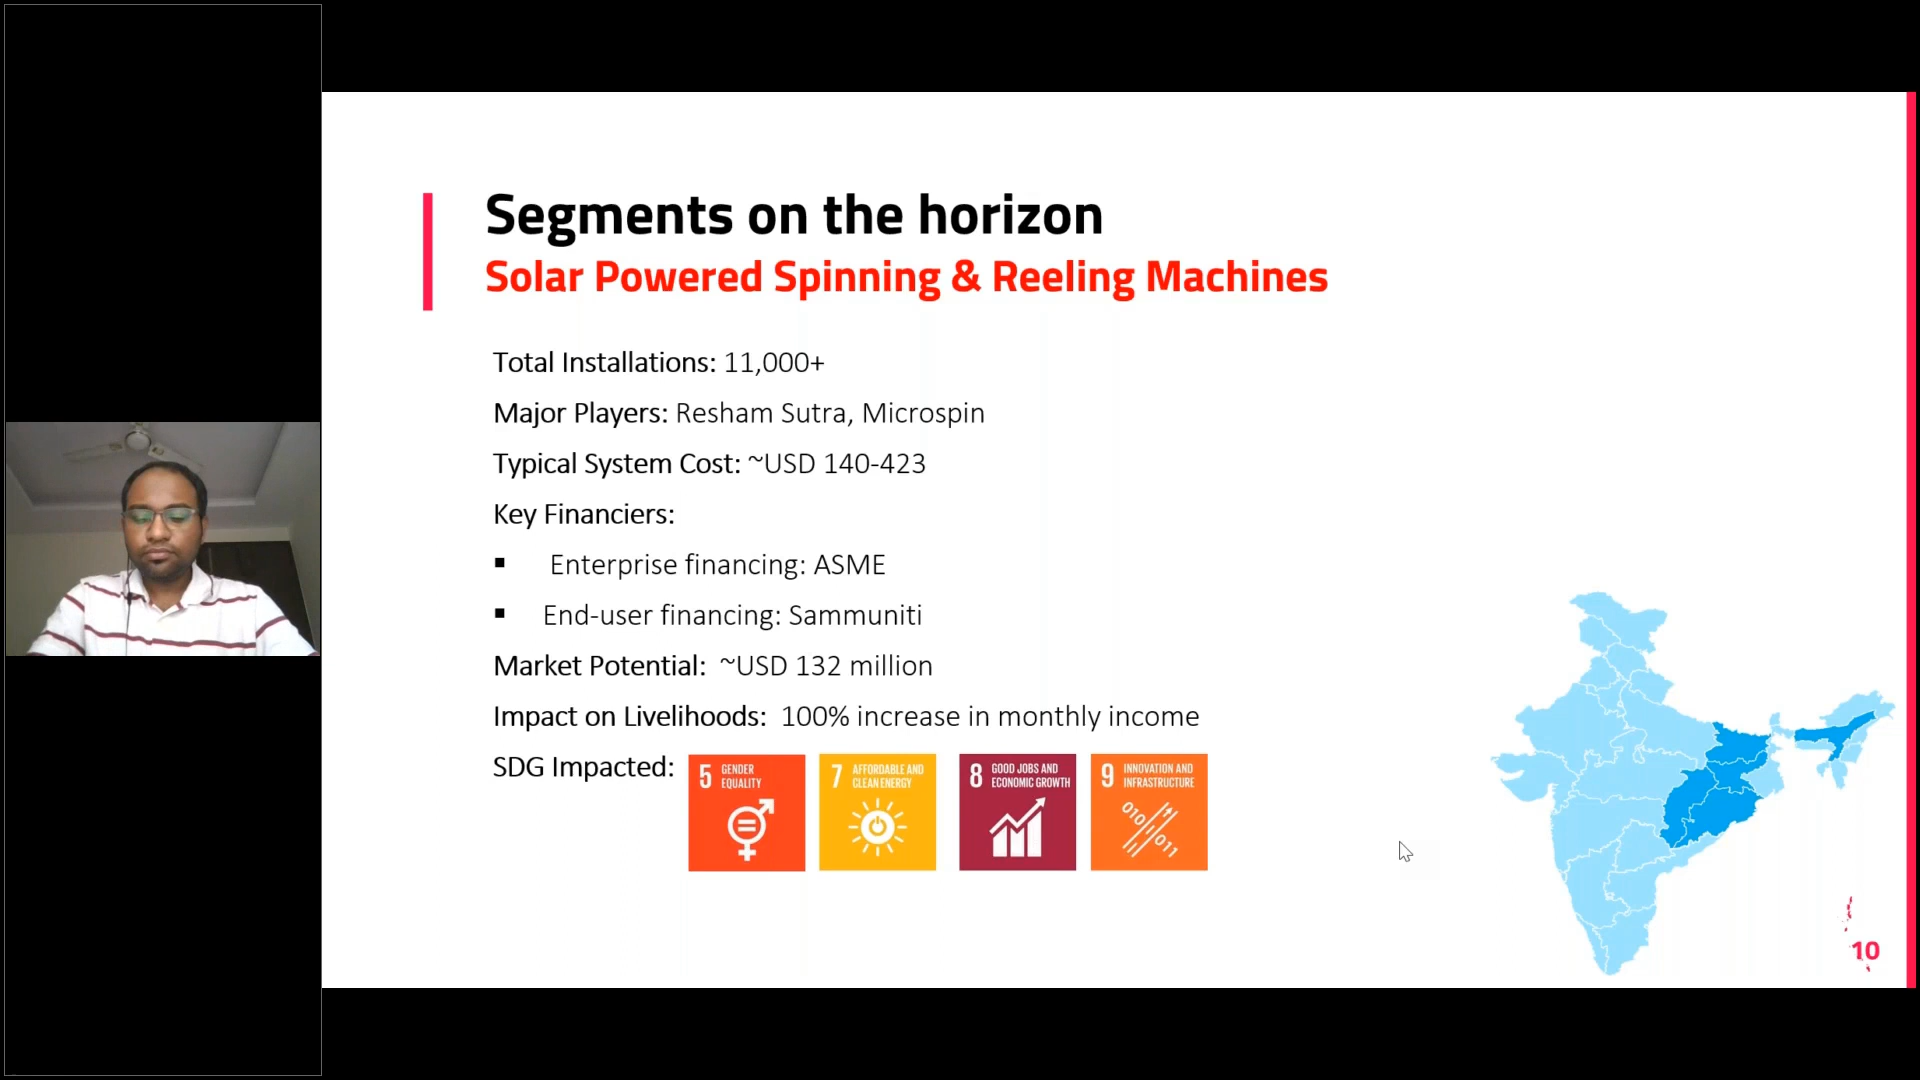 Segments on the horizon
Solar Powered Spinning & Reeling Machines
Total Installations: 11,000+
Major Players: Resham Sutra, Microspin
Typical System Cost: ~USD 140-423
Key Financiers:
▪ Enterprise financing: ASME
▪ End-user financing: Sammuniti
Market Potential: ~USD 132 million
Impact on Livelihoods: 100% increase in monthly income
SDG Impacted:
5 GENDER
EQUALITY
7 AFFORDABLE AND
CLEAN ENERGY
8 GOOD JOBS AND
ECONOMIC GROWTH
9 INNOVATION AND
INFRASTRUCTURE
010
011
10